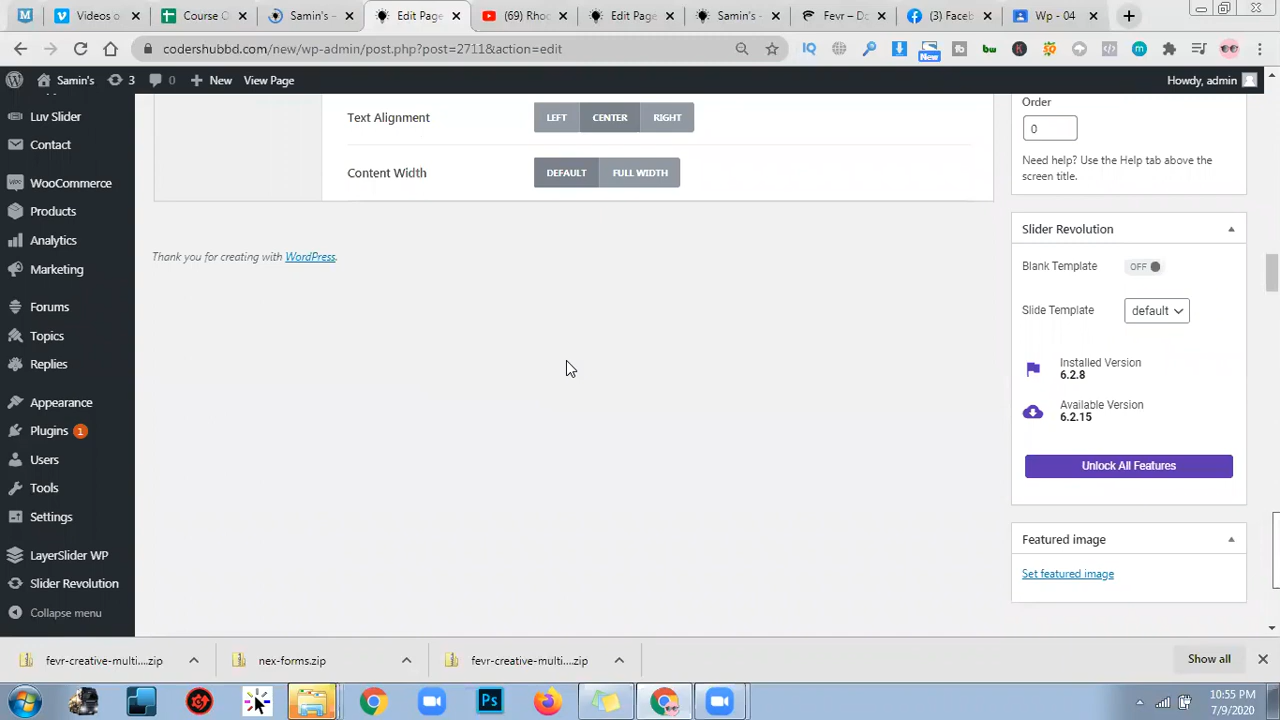 Videos o
Course O
Samin's -
Edit Page
(69) Rhoo
Edit Page
Samin's -
Fevr – Do
(3) Faceb
Wp - 04
codershubbd.com/new/wp-admin/post.php?post=2711&action=edit
New
Samin's 3 0 New View Page Howdy, admin
Luv Slider
Contact
WooCommerce
Products
Analytics
Marketing
Forums
Topics
Replies
Appearance
Plugins 1
Users
Tools
Settings
LayerSlider WP
Slider Revolution
Collapse menu
Text Alignment LEFT CENTER RIGHT
Content Width DEFAULT FULL WIDTH
Thank you for creating with WordPress.
Order
0
Need help? Use the Help tab above the
screen title.
Slider Revolution
Blank Template OFF
Slide Template default
Installed Version
6.2.8
Available Version
6.2.15
Unlock All Features
Featured image
Set featured image
fevr-creative-multi....zip
nex-forms.zip
fevr-creative-multi....zip
Show all
Ps
10:55 PM
7/9/2020